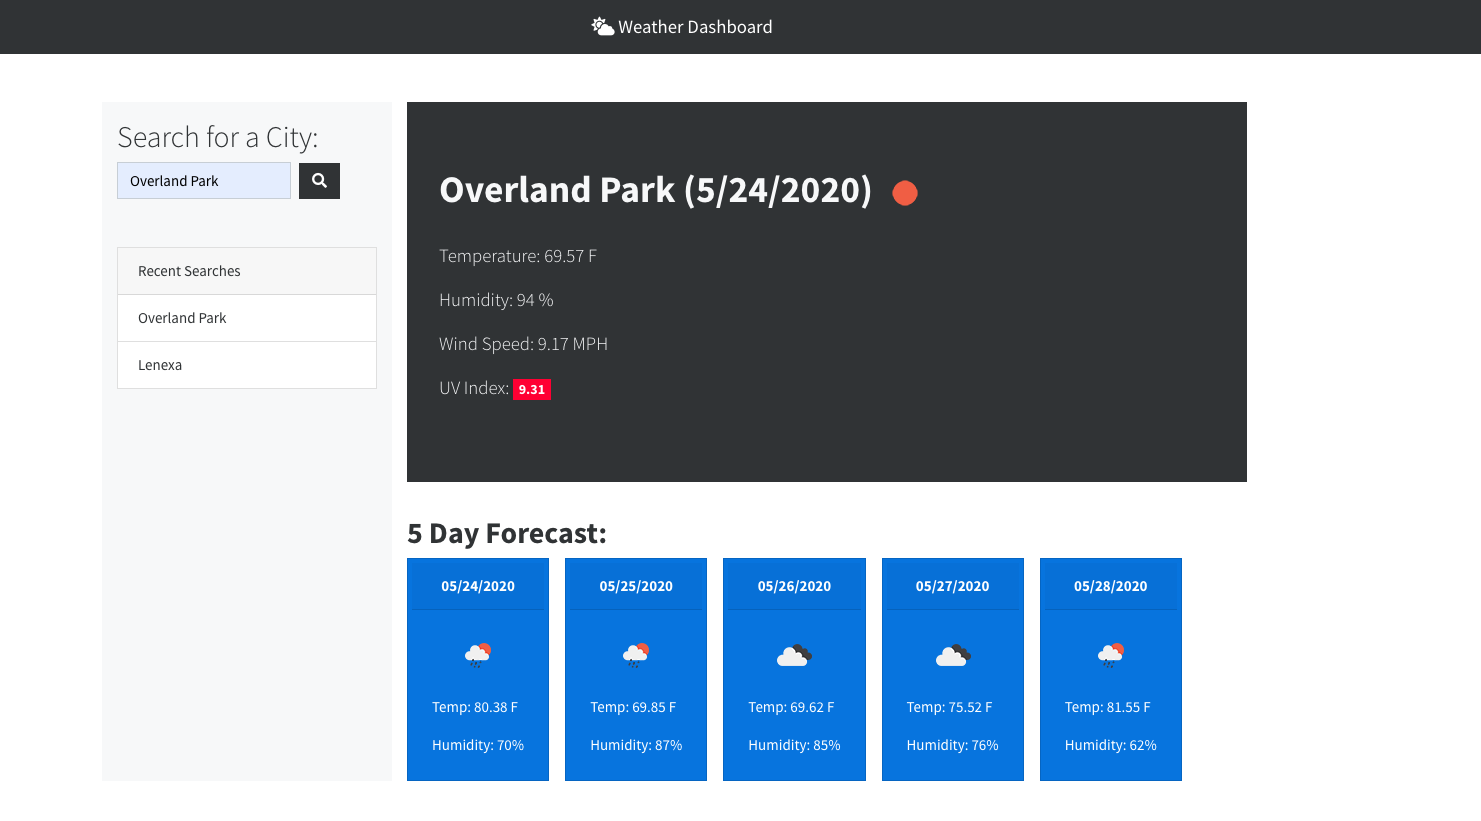 Weather Dashboard
Search for a City:
Overland Park
Recent Searches
Overland Park
Lenexa
Overland Park (5/24/2020)
Temperature: 69.57 F
Humidity: 94 %
Wind Speed: 9.17 MPH
UV Index: 9.31
5 Day Forecast:
05/24/2020
Temp: 80.38 F
Humidity: 70%
05/25/2020
Temp: 69.85 F
Humidity: 87%
05/26/2020
Temp: 69.62 F
Humidity: 85%
05/27/2020
Temp: 75.52 F
Humidity: 76%
05/28/2020
Temp: 81.55 F
Humidity: 62%